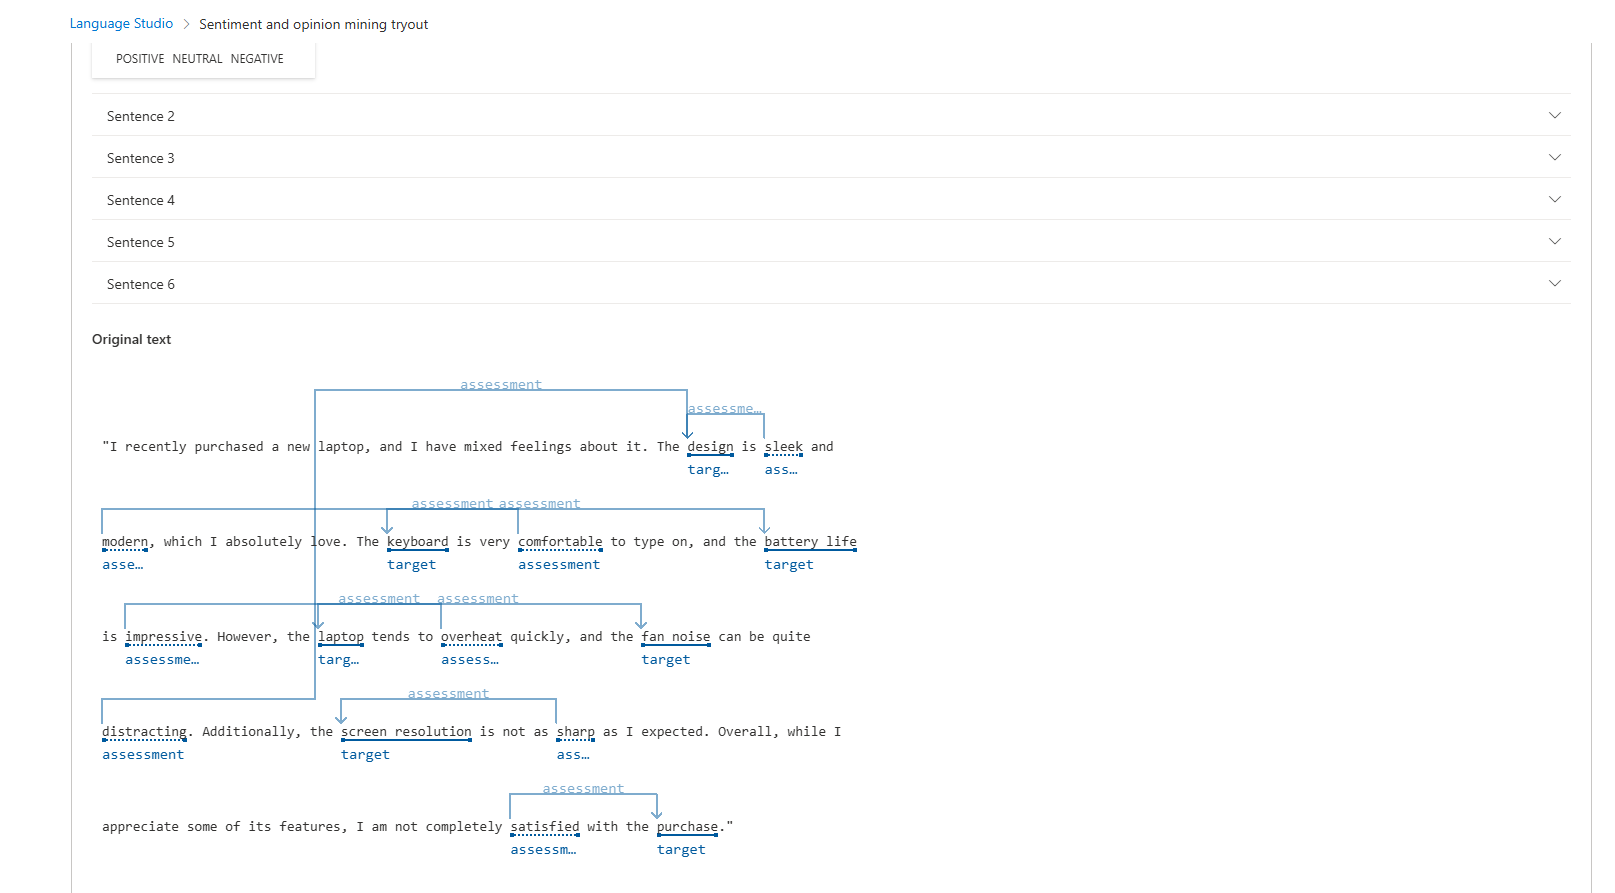 Language Studio > Sentiment and opinion mining tryout
POSITIVE NEUTRAL NEGATIVE
Sentence 2
Sentence 3
Sentence 4
Sentence 5
Sentence 6
Original text
assessment
assessme…
"I recently purchased a new laptop, and I have mixed feelings about it. The design is sleek and
targ… ass…
assessment assessment
modern, which I absolutely love. The keyboard is very comfortable to type on, and the battery life
asse… target assessment target
assessment assessment
is impressive. However, the laptop tends to overheat quickly, and the fan noise can be quite
assessme… targ… assess… target
assessment
distracting. Additionally, the screen resolution is not as sharp as I expected. Overall, while I
assessment target ass…
assessment
appreciate some of its features, I am not completely satisfied with the purchase."
assessm… target